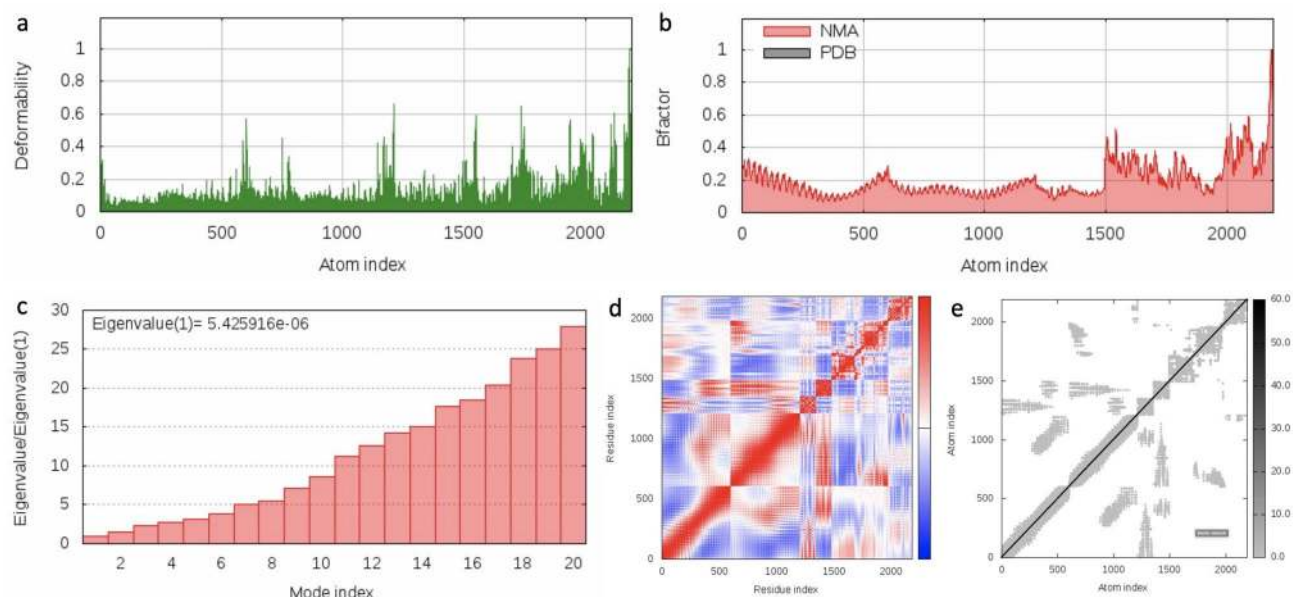 a
Deformability
1
0.8
0.6
0.4
0.2
0
0 500 1000 1500 2000
Atom index
b
NMA
PDB
Bfactor
1
0.8
0.6
0.4
0.2
0
0 500 1000 1500 2000
Atom index
c
Eigenvalue(1)= 5.425916e-06
Eigenvalue/Eigenvalue(1)
30
25
20
15
10
5
0
2 4 6 8 10 12 14 16 18 20
Mode index
d
Residue index
2000
1500
1000
500
0
0 500 1000 1500 2000
Residue index
e
Atom index
2000
1500
1000
500
0
0 500 1000 1500 2000
Atom index
60.0
50.0
40.0
30.0
20.0
10.0
0.0